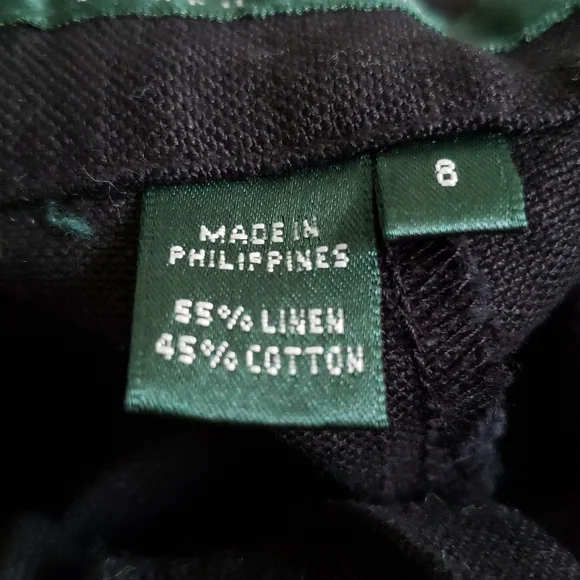 MADE IN
PHILIPPINES
55% LINEN
45% COTTON
8